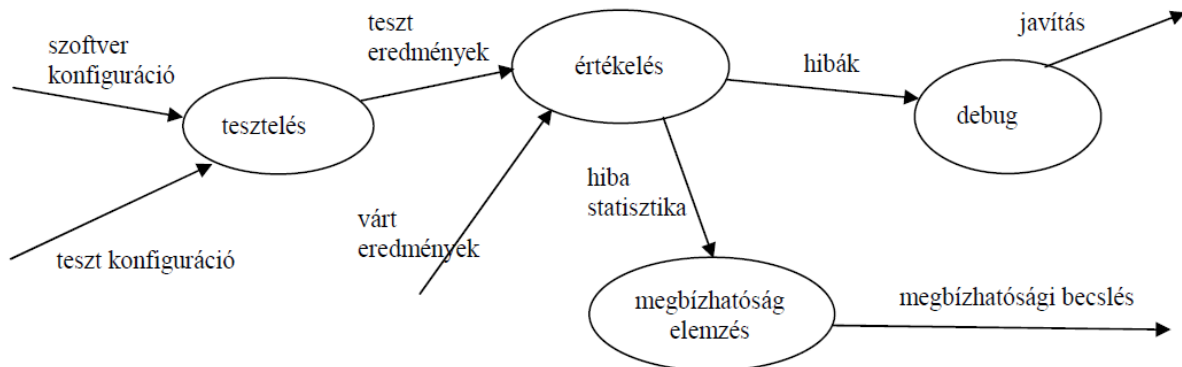 szoftver
konfiguráció
teszt
eredmények
javítás
értékelés
hibák
tesztelés
debug
hiba
statisztika
várt
eredmények
teszt konfiguráció
megbízhatóság
elemzés
megbízhatósági becslés